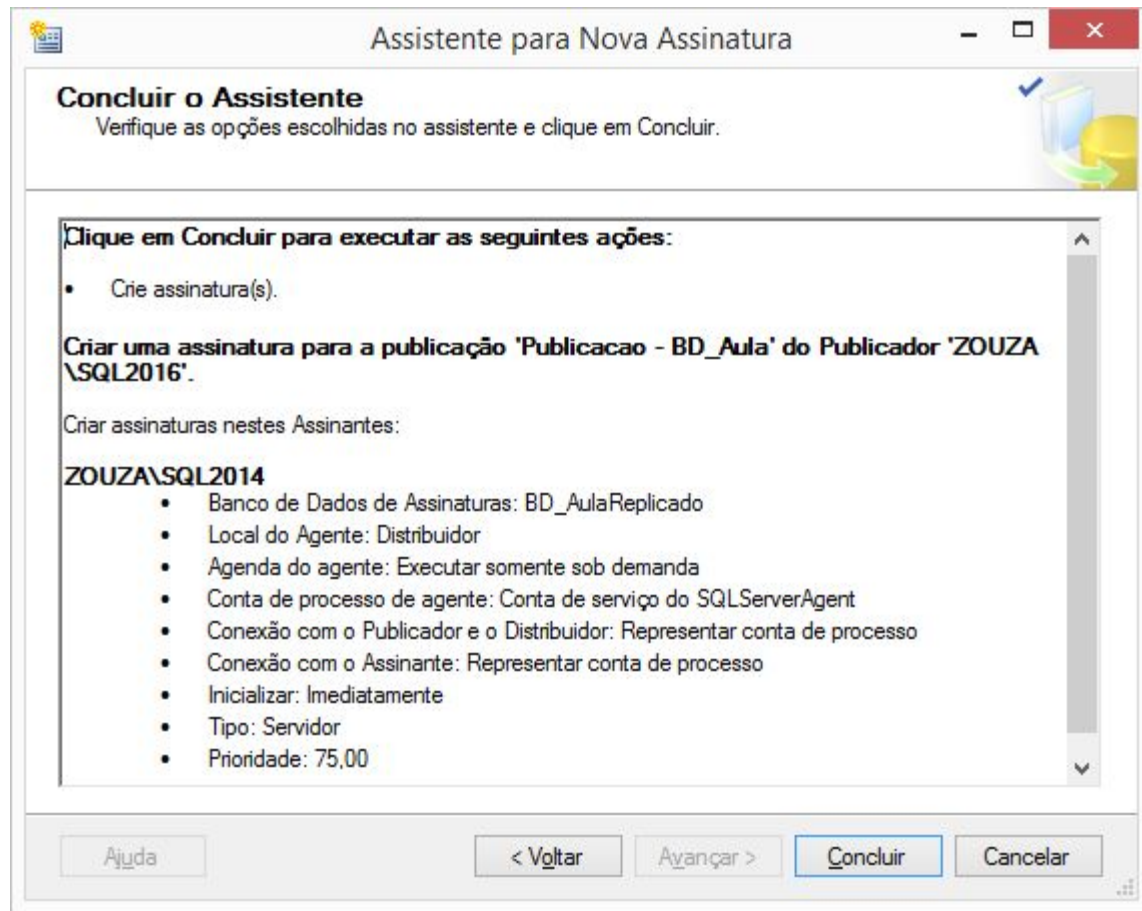 Assistente para Nova Assinatura
Concluir o Assistente
Verifique as opções escolhidas no assistente e clique em Concluir.
Clique em Concluir para executar as seguintes ações:
• Crie assinatura(s).
Criar uma assinatura para a publicação 'Publicacao - BD_Aula' do Publicador 'ZOUZA
\SQL2016'.
Criar assinaturas nestes Assinantes:
ZOUZA\SQL2014
• Banco de Dados de Assinaturas: BD_AulaReplicado
• Local do Agente: Distribuidor
• Agenda do agente: Executar somente sob demanda
• Conta de processo de agente: Conta de serviço do SQLServerAgent
• Conexão com o Publicador e o Distribuidor: Representar conta de processo
• Conexão com o Assinante: Representar conta de processo
• Inicializar: Imediatamente
• Tipo: Servidor
• Prioridade: 75,00
Ajuda < Voltar Avançar > Concluir Cancelar